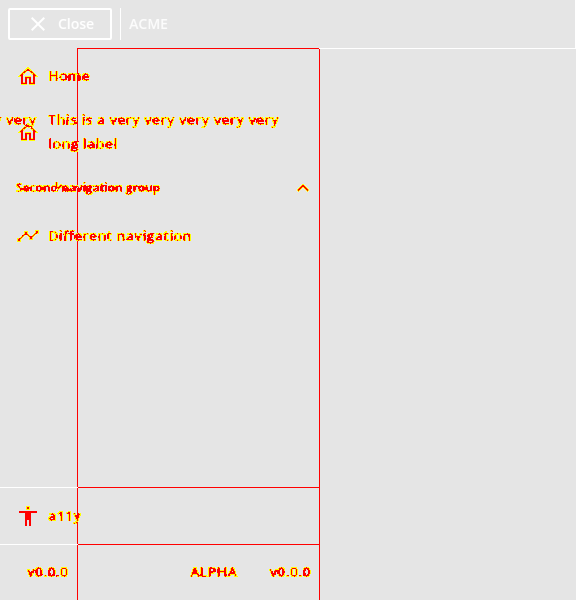 Close ACME
Home
very This is a very very very very very
long label
Second navigation group
Different navigation
a11y
v0.0.0 ALPHA v0.0.0